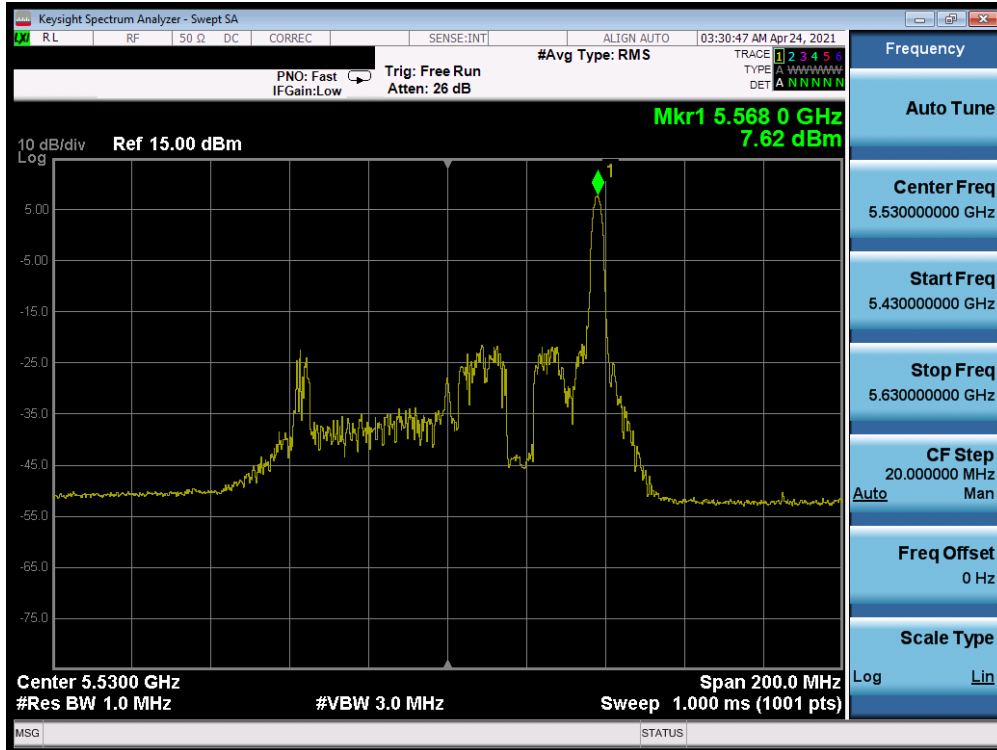 Keysight Spectrum Analyzer - Swept SA
LXI RL RF 50 Ω DC CORREC SENSE:INT ALIGN AUTO 03:30:47 AM Apr 24, 2021
#Avg Type: RMS TRACE 1 2 3 4 5 6
PNO: Fast Trig: Free Run TYPE A W W W W W
IFGain:Low Atten: 26 dB DET A N N N N N
Mkr1 5.568 0 GHz
7.62 dBm
10 dB/div Ref 15.00 dBm
Log
1
5.00
-5.00
-15.0
-25.0
-35.0
-45.0
-55.0
-65.0
-75.0
Center 5.5300 GHz Span 200.0 MHz
#Res BW 1.0 MHz #VBW 3.0 MHz Sweep 1.000 ms (1001 pts)
MSG STATUS
Frequency
Auto Tune
Center Freq
5.530000000 GHz
Start Freq
5.430000000 GHz
Stop Freq
5.630000000 GHz
CF Step
20.000000 MHz
Auto Man
Freq Offset
0 Hz
Scale Type
Log Lin